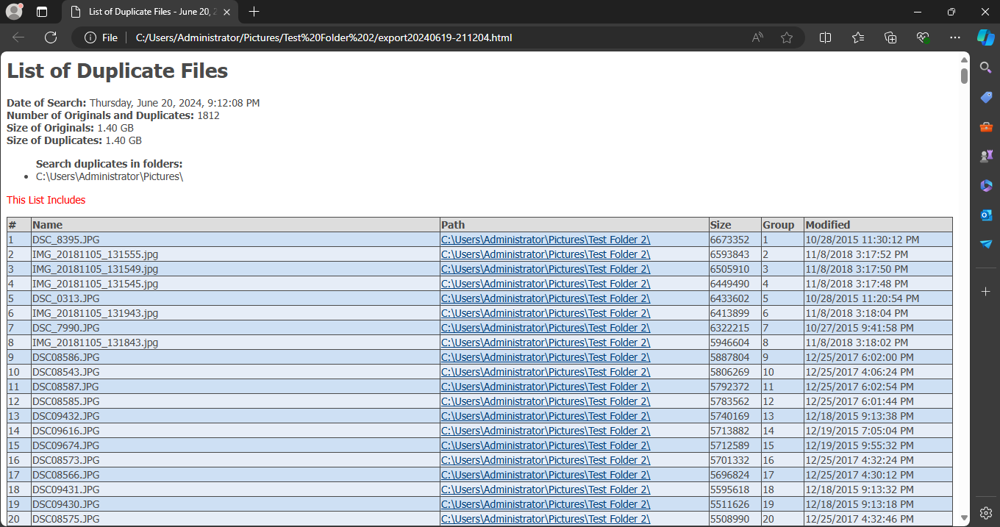 List of Duplicate Files - June 20, 2
File
C:/Users/Administrator/Pictures/Test%20Folder%202/export20240619-211204.html
List of Duplicate Files
Date of Search: Thursday, June 20, 2024, 9:12:08 PM
Number of Originals and Duplicates: 1812
Size of Originals: 1.40 GB
Size of Duplicates: 1.40 GB
Search duplicates in folders:
• C:\Users\Administrator\Pictures\
This List Includes
# Name Path Size Group Modified
1 DSC_8395.JPG C:\Users\Administrator\Pictures\Test Folder 2\ 6673352 1 10/28/2015 11:30:12 PM
2 IMG_20181105_131555.jpg C:\Users\Administrator\Pictures\Test Folder 2\ 6593843 2 11/8/2018 3:17:52 PM
3 IMG_20181105_131549.jpg C:\Users\Administrator\Pictures\Test Folder 2\ 6505910 3 11/8/2018 3:17:50 PM
4 IMG_20181105_131545.jpg C:\Users\Administrator\Pictures\Test Folder 2\ 6449490 4 11/8/2018 3:17:48 PM
5 DSC_0313.JPG C:\Users\Administrator\Pictures\Test Folder 2\ 6433602 5 10/28/2015 11:20:54 PM
6 IMG_20181105_131943.jpg C:\Users\Administrator\Pictures\Test Folder 2\ 6413899 6 11/8/2018 3:18:04 PM
7 DSC_7990.JPG C:\Users\Administrator\Pictures\Test Folder 2\ 6322215 7 10/27/2015 9:41:58 PM
8 IMG_20181105_131843.jpg C:\Users\Administrator\Pictures\Test Folder 2\ 5946604 8 11/8/2018 3:18:02 PM
9 DSC08586.JPG C:\Users\Administrator\Pictures\Test Folder 2\ 5887804 9 12/25/2017 6:02:00 PM
10 DSC08543.JPG C:\Users\Administrator\Pictures\Test Folder 2\ 5806269 10 12/25/2017 4:06:24 PM
11 DSC08587.JPG C:\Users\Administrator\Pictures\Test Folder 2\ 5792372 11 12/25/2017 6:02:54 PM
12 DSC08585.JPG C:\Users\Administrator\Pictures\Test Folder 2\ 5783562 12 12/25/2017 6:01:44 PM
13 DSC09432.JPG C:\Users\Administrator\Pictures\Test Folder 2\ 5740169 13 12/18/2015 9:13:38 PM
14 DSC09616.JPG C:\Users\Administrator\Pictures\Test Folder 2\ 5713882 14 12/19/2015 7:05:04 PM
15 DSC09674.JPG C:\Users\Administrator\Pictures\Test Folder 2\ 5712589 15 12/19/2015 9:55:32 PM
16 DSC08573.JPG C:\Users\Administrator\Pictures\Test Folder 2\ 5701332 16 12/25/2017 4:32:24 PM
17 DSC08566.JPG C:\Users\Administrator\Pictures\Test Folder 2\ 5696824 17 12/25/2017 4:30:12 PM
18 DSC09431.JPG C:\Users\Administrator\Pictures\Test Folder 2\ 5595618 18 12/18/2015 9:13:32 PM
19 DSC09430.JPG C:\Users\Administrator\Pictures\Test Folder 2\ 5511626 19 12/18/2015 9:13:18 PM
20 DSC08575.JPG C:\Users\Administrator\Pictures\Test Folder 2\ 5508990 20 12/25/2017 4:32:46 PM